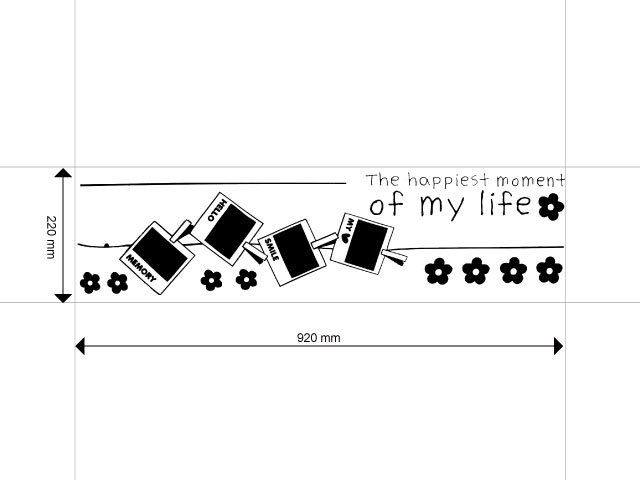 The happiest moment
of my life
HELLO
MY
SMILE
MEMORY
220 mm
920 mm